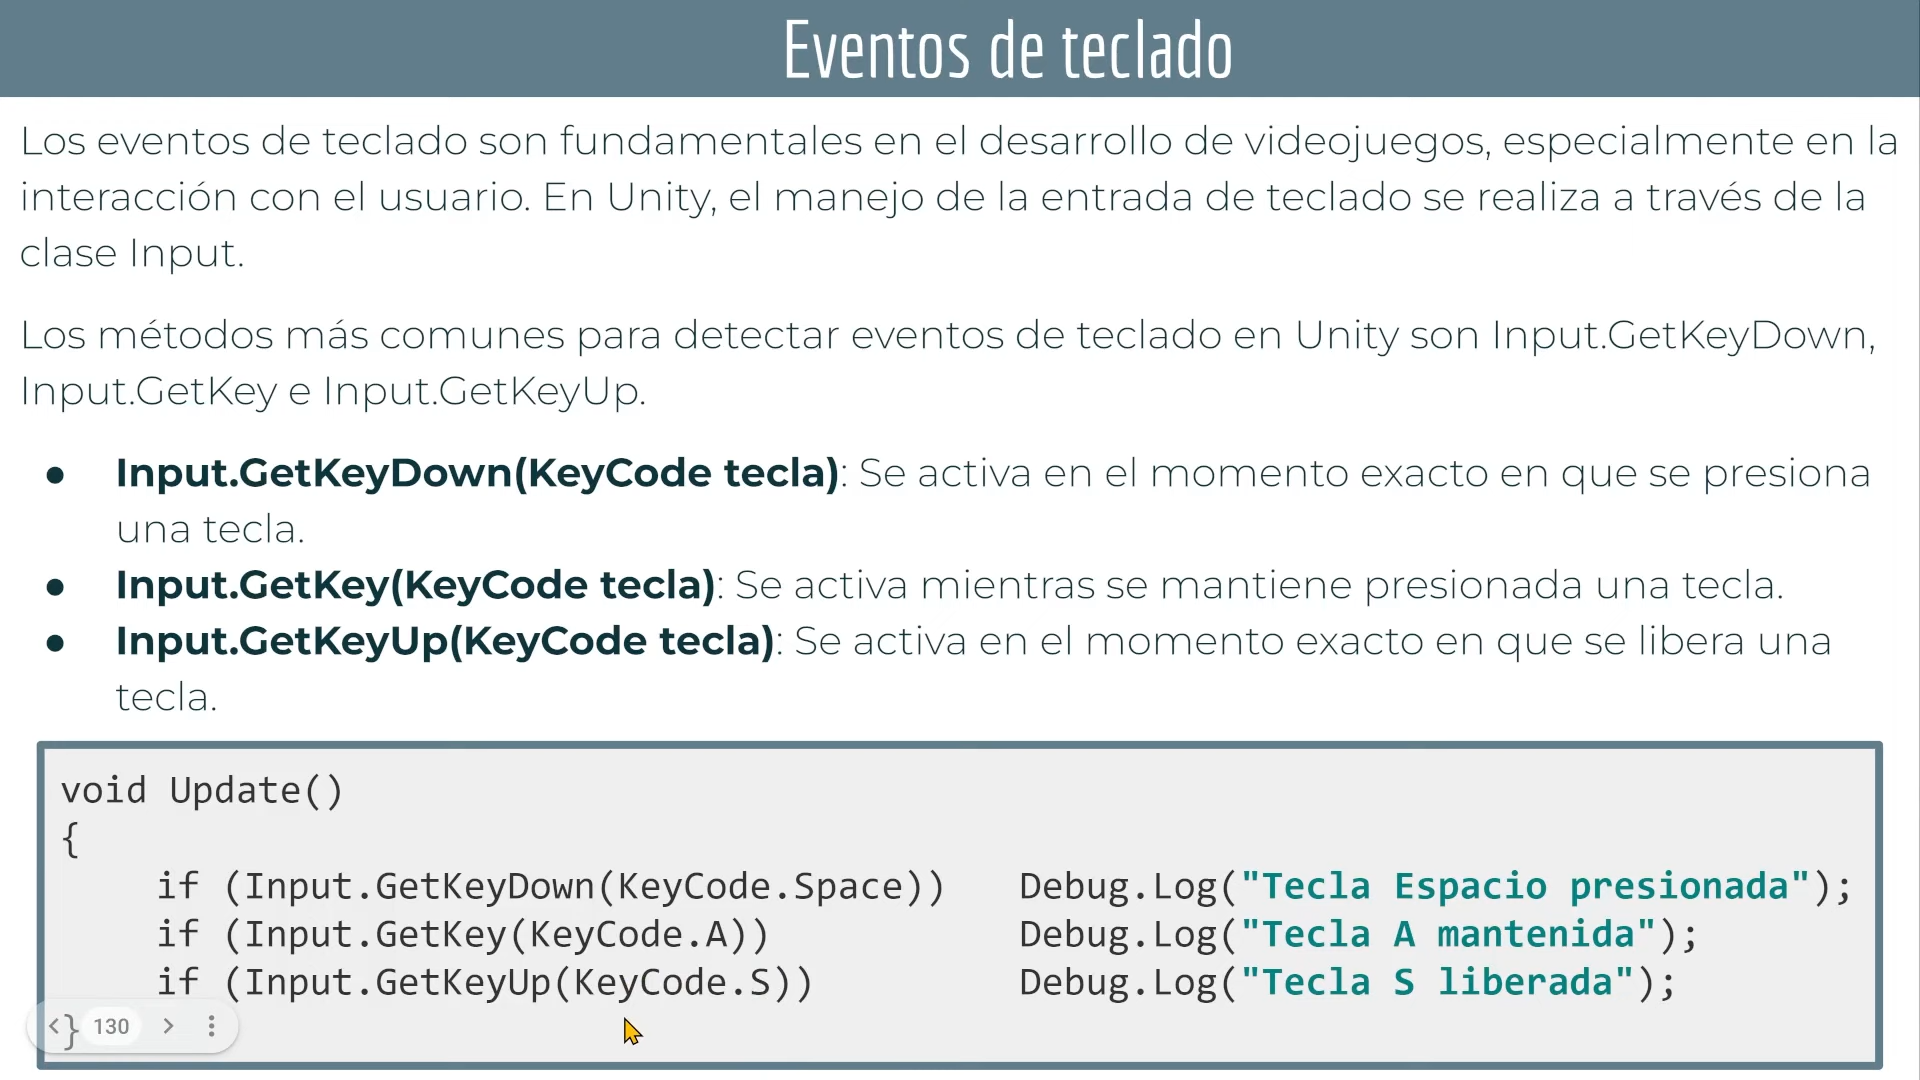 Eventos de teclado
Los eventos de teclado son fundamentales en el desarrollo de videojuegos, especialmente en la
interacción con el usuario. En Unity, el manejo de la entrada de teclado se realiza a través de la
clase Input.
Los métodos más comunes para detectar eventos de teclado en Unity son Input.GetKeyDown,
Input.GetKey e Input.GetKeyUp.
● Input.GetKeyDown(KeyCode tecla): Se activa en el momento exacto en que se presiona
una tecla.
● Input.GetKey(KeyCode tecla): Se activa mientras se mantiene presionada una tecla.
● Input.GetKeyUp(KeyCode tecla): Se activa en el momento exacto en que se libera una
tecla.
void Update()
{
if (Input.GetKeyDown(KeyCode.Space)) Debug.Log("Tecla Espacio presionada");
if (Input.GetKey(KeyCode.A)) Debug.Log("Tecla A mantenida");
if (Input.GetKeyUp(KeyCode.S)) Debug.Log("Tecla S liberada");
}
130